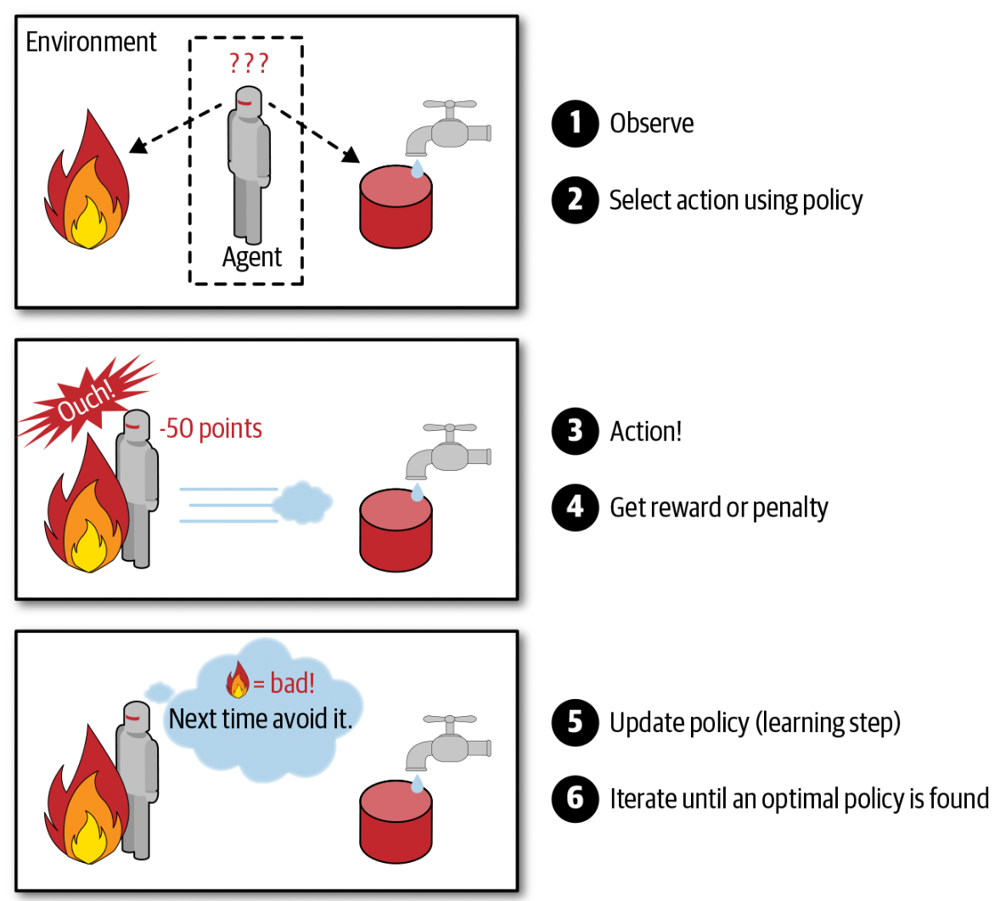 Environment
???
Agent
1 Observe
2 Select action using policy
Ouch!
-50 points
3 Action!
4 Get reward or penalty
= bad!
Next time avoid it.
5 Update policy (learning step)
6 Iterate until an optimal policy is found